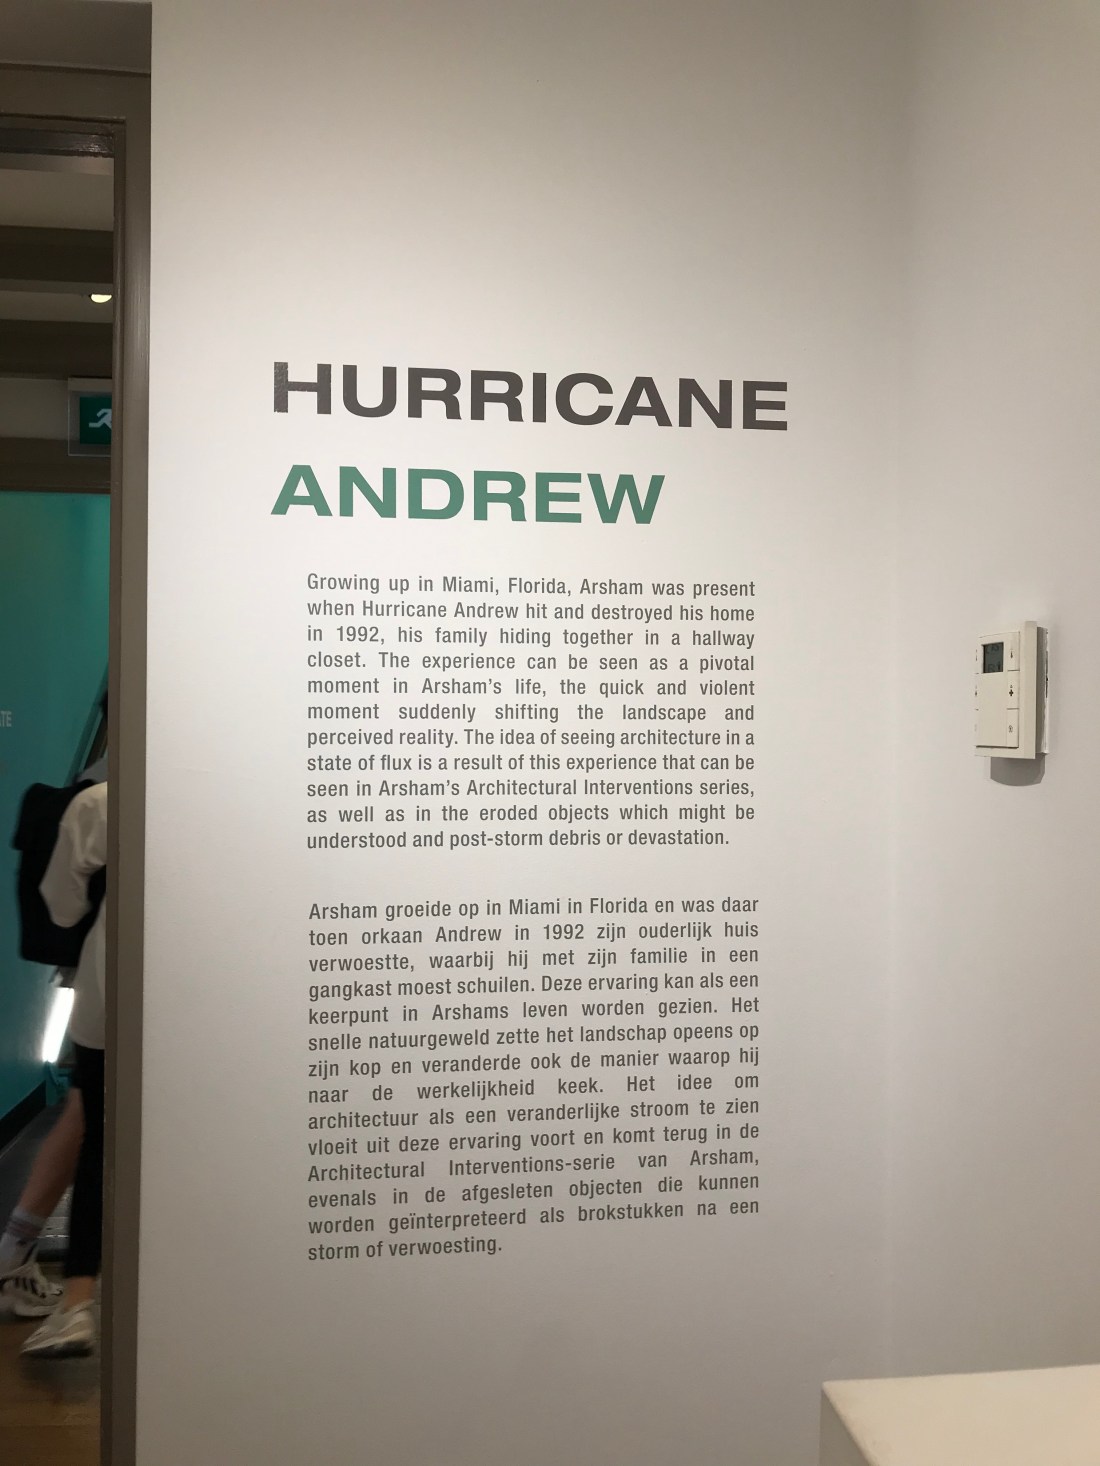 HURRICANE
ANDREW
Growing up in Miami, Florida, Arsham was present
when Hurricane Andrew hit and destroyed his home
in 1992, his family hiding together in a hallway
closet. The experience can be seen as a pivotal
moment in Arsham's life, the quick and violent
moment suddenly shifting the landscape and
perceived reality. The idea of seeing architecture in a
state of flux is a result of this experience that can be
seen in Arsham's Architectural Interventions series,
as well as in the eroded objects which might be
understood and post-storm debris or devastation.
Arsham groeide op in Miami in Florida en was daar
toen orkaan Andrew in 1992 zijn ouderlijk huis
verwoestte, waarbij hij met zijn familie in een
gangkast moest schuilen. Deze ervaring kan als een
keerpunt in Arshams leven worden gezien. Het
snelle natuurgeweld zette het landschap opeens op
zijn kop en veranderde ook de manier waarop hij
naar de werkelijkheid keek. Het idee om
architectuur als een veranderlijke stroom te zien
vloeit uit deze ervaring voort en komt terug in de
Architectural Interventions-serie van Arsham,
evenals in de afgesleten objecten die kunnen
worden geïnterpreteerd als brokstukken na een
storm of verwoesting.